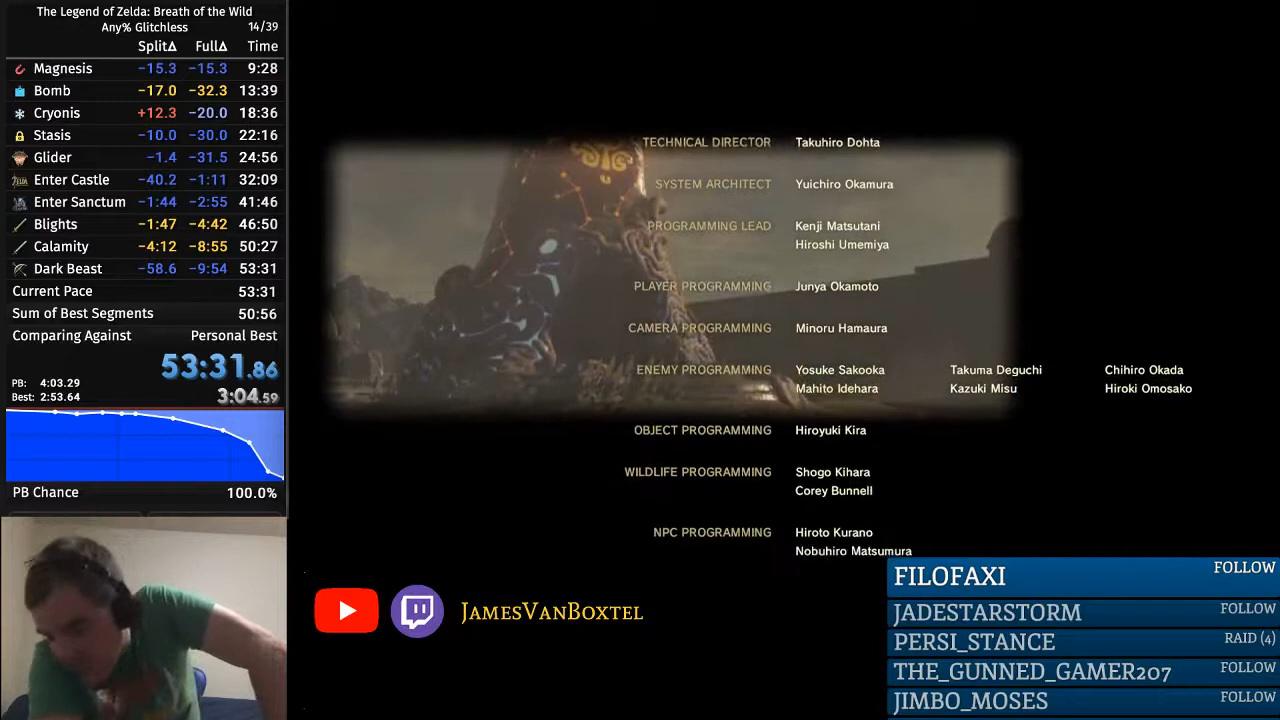 The Legend of Zelda: Breath of the Wild
Any% Glitchless 14/39
SplitΔ FullΔ Time
Magnesis −15.3 −15.3 9:28
Bomb −17.0 −32.3 13:39
Cryonis +12.3 −20.0 18:36
Stasis −10.0 −30.0 22:16
Glider −1.4 −31.5 24:56
Enter Castle −40.2 −1:11 32:09
Enter Sanctum −1:44 −2:55 41:46
Blights −1:47 −4:42 46:50
Calamity −4:12 −8:55 50:27
Dark Beast −58.6 −9:54 53:31
Current Pace 53:31
Sum of Best Segments 50:56
Comparing Against Personal Best
53:31.86
PB: 4:03.29
Best: 2:53.64
3:04.59
PB Chance 100.0%
TECHNICAL DIRECTOR Takuhiro Dohta
SYSTEM ARCHITECT Yuichiro Okamura
PROGRAMMING LEAD Kenji Matsutani
Hiroshi Umemiya
PLAYER PROGRAMMING Junya Okamoto
CAMERA PROGRAMMING Minoru Hamaura
ENEMY PROGRAMMING Yosuke Sakooka Takuma Deguchi Chihiro Okada
Mahito Idehara Kazuki Misu Hiroki Omosako
OBJECT PROGRAMMING Hiroyuki Kira
WILDLIFE PROGRAMMING Shogo Kihara
Corey Bunnell
NPC PROGRAMMING Hiroto Kurano
Nobuhiro Matsumura
JamesVanBoxtel
FILOFAXI FOLLOW
JADESTARSTORM FOLLOW
PERSI_STANCE RAID (4)
THE_GUNNED_GAMER207 FOLLOW
JIMBO_MOSES FOLLOW